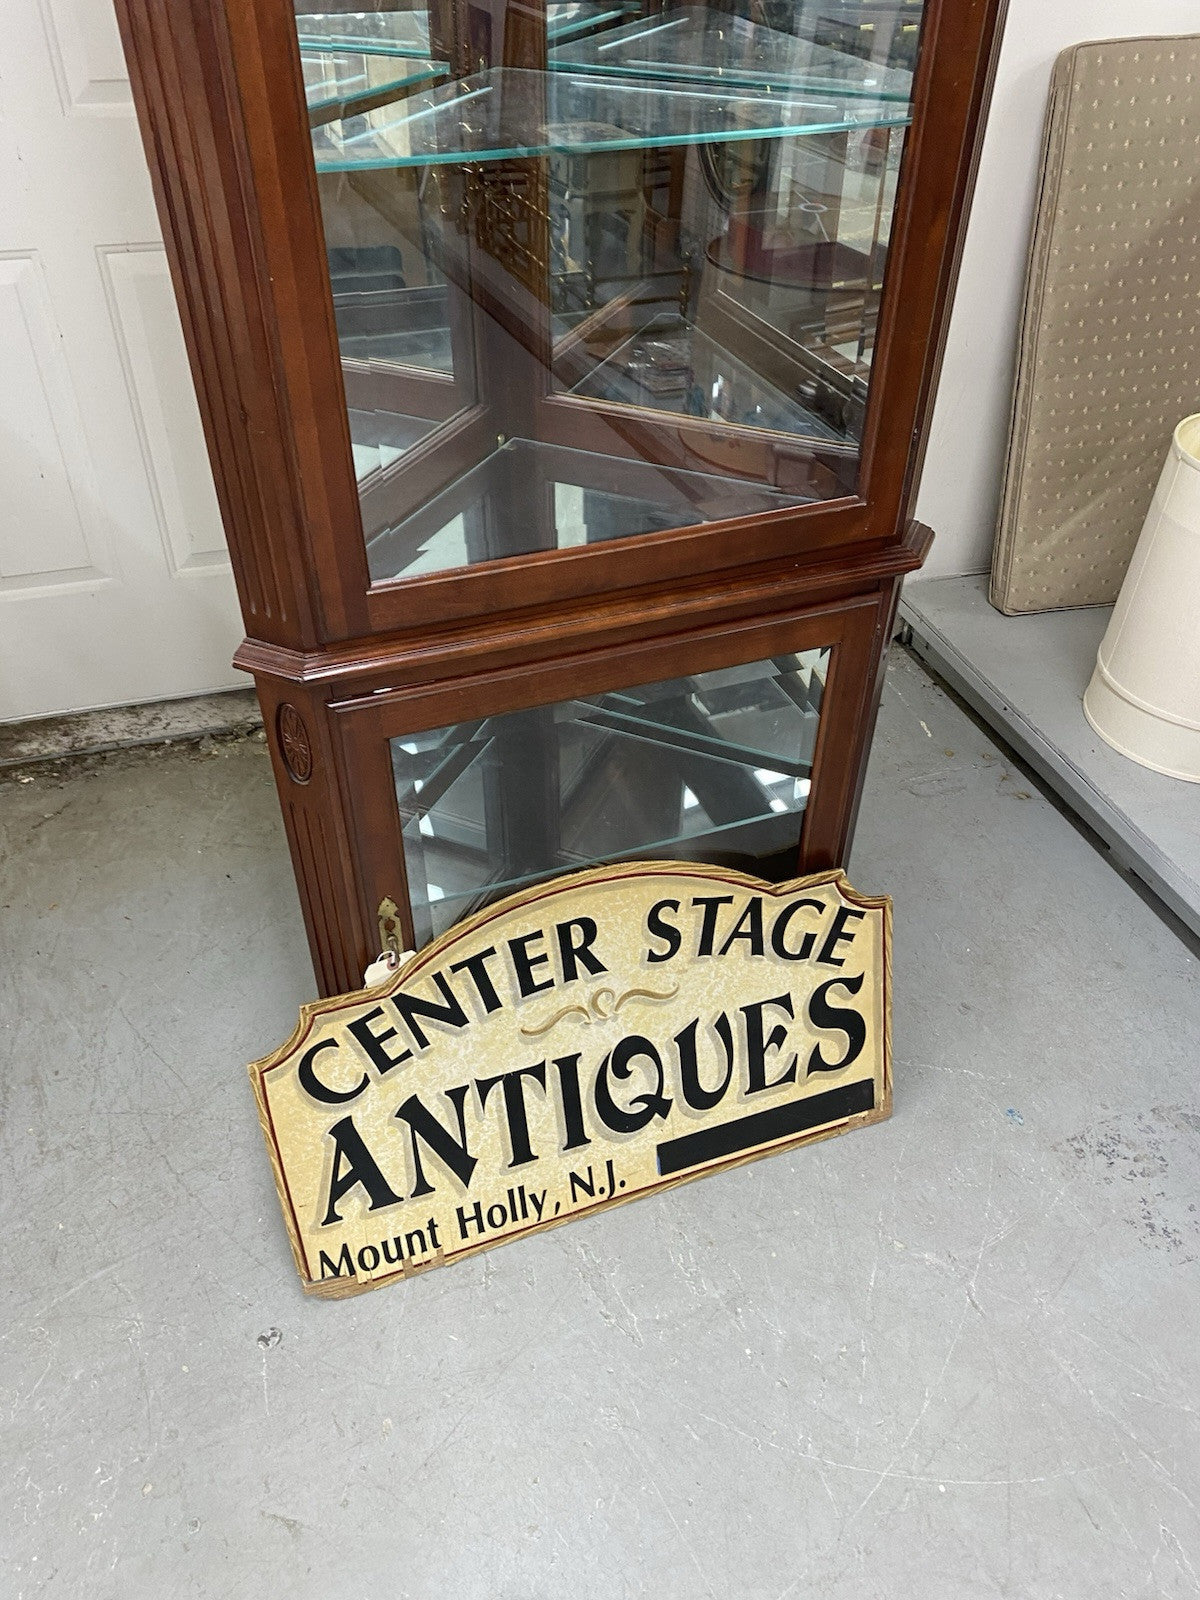 CENTER STAGE
ANTIQUES
Mount Holly, N.J.